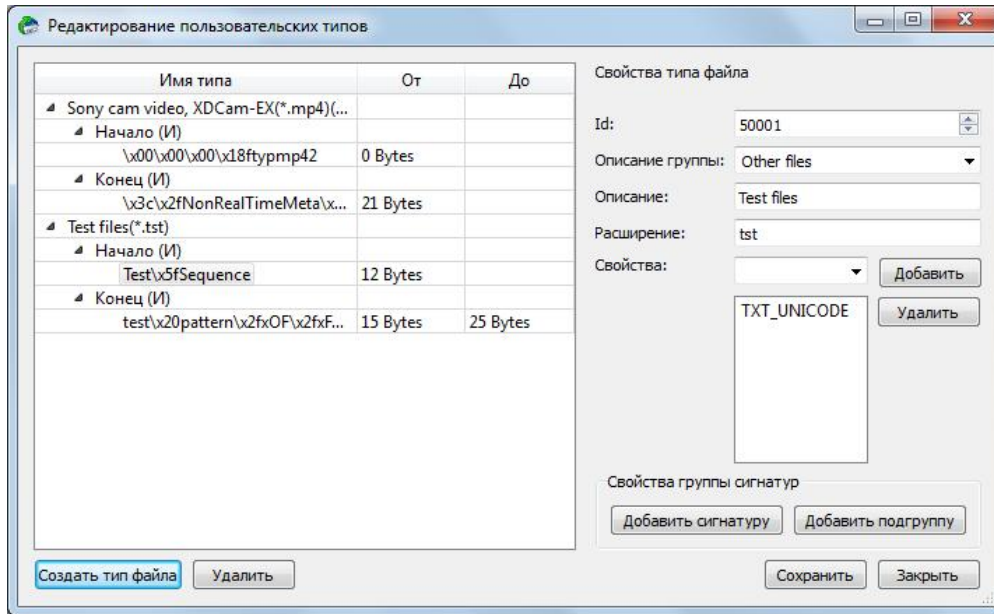 Редактирование пользовательских типов
Имя типа От До
Sony cam video, XDCam-EX(*.mp4)(...
Начало (И)
\x00\x00\x00\x18ftypmp42 0 Bytes
Конец (И)
\x3c\x2fNonRealTimeMeta\x... 21 Bytes
Test files(*.tst)
Начало (И)
Test\x5fSequence 12 Bytes
Конец (И)
test\x20pattern\x2fxOF\x2fxF... 15 Bytes 25 Bytes
Создать тип файла Удалить
Свойства типа файла
Id: 50001
Описание группы: Other files
Описание: Test files
Расширение: tst
Свойства: Добавить
TXT_UNICODE Удалить
Свойства группы сигнатур
Добавить сигнатуру Добавить подгруппу
Сохранить Закрыть